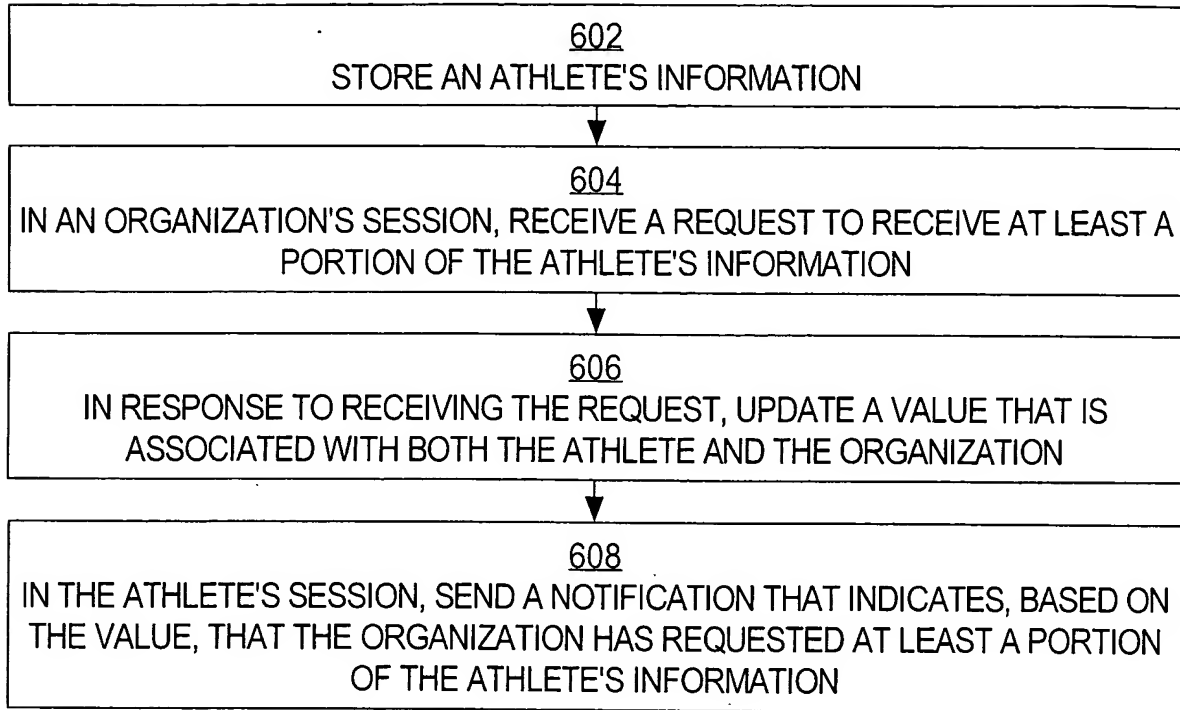 602
STORE AN ATHLETE'S INFORMATION
604
IN AN ORGANIZATION'S SESSION, RECEIVE A REQUEST TO RECEIVE AT LEAST A
PORTION OF THE ATHLETE'S INFORMATION
606
IN RESPONSE TO RECEIVING THE REQUEST, UPDATE A VALUE THAT IS
ASSOCIATED WITH BOTH THE ATHLETE AND THE ORGANIZATION
608
IN THE ATHLETE'S SESSION, SEND A NOTIFICATION THAT INDICATES, BASED ON
THE VALUE, THAT THE ORGANIZATION HAS REQUESTED AT LEAST A PORTION
OF THE ATHLETE'S INFORMATION